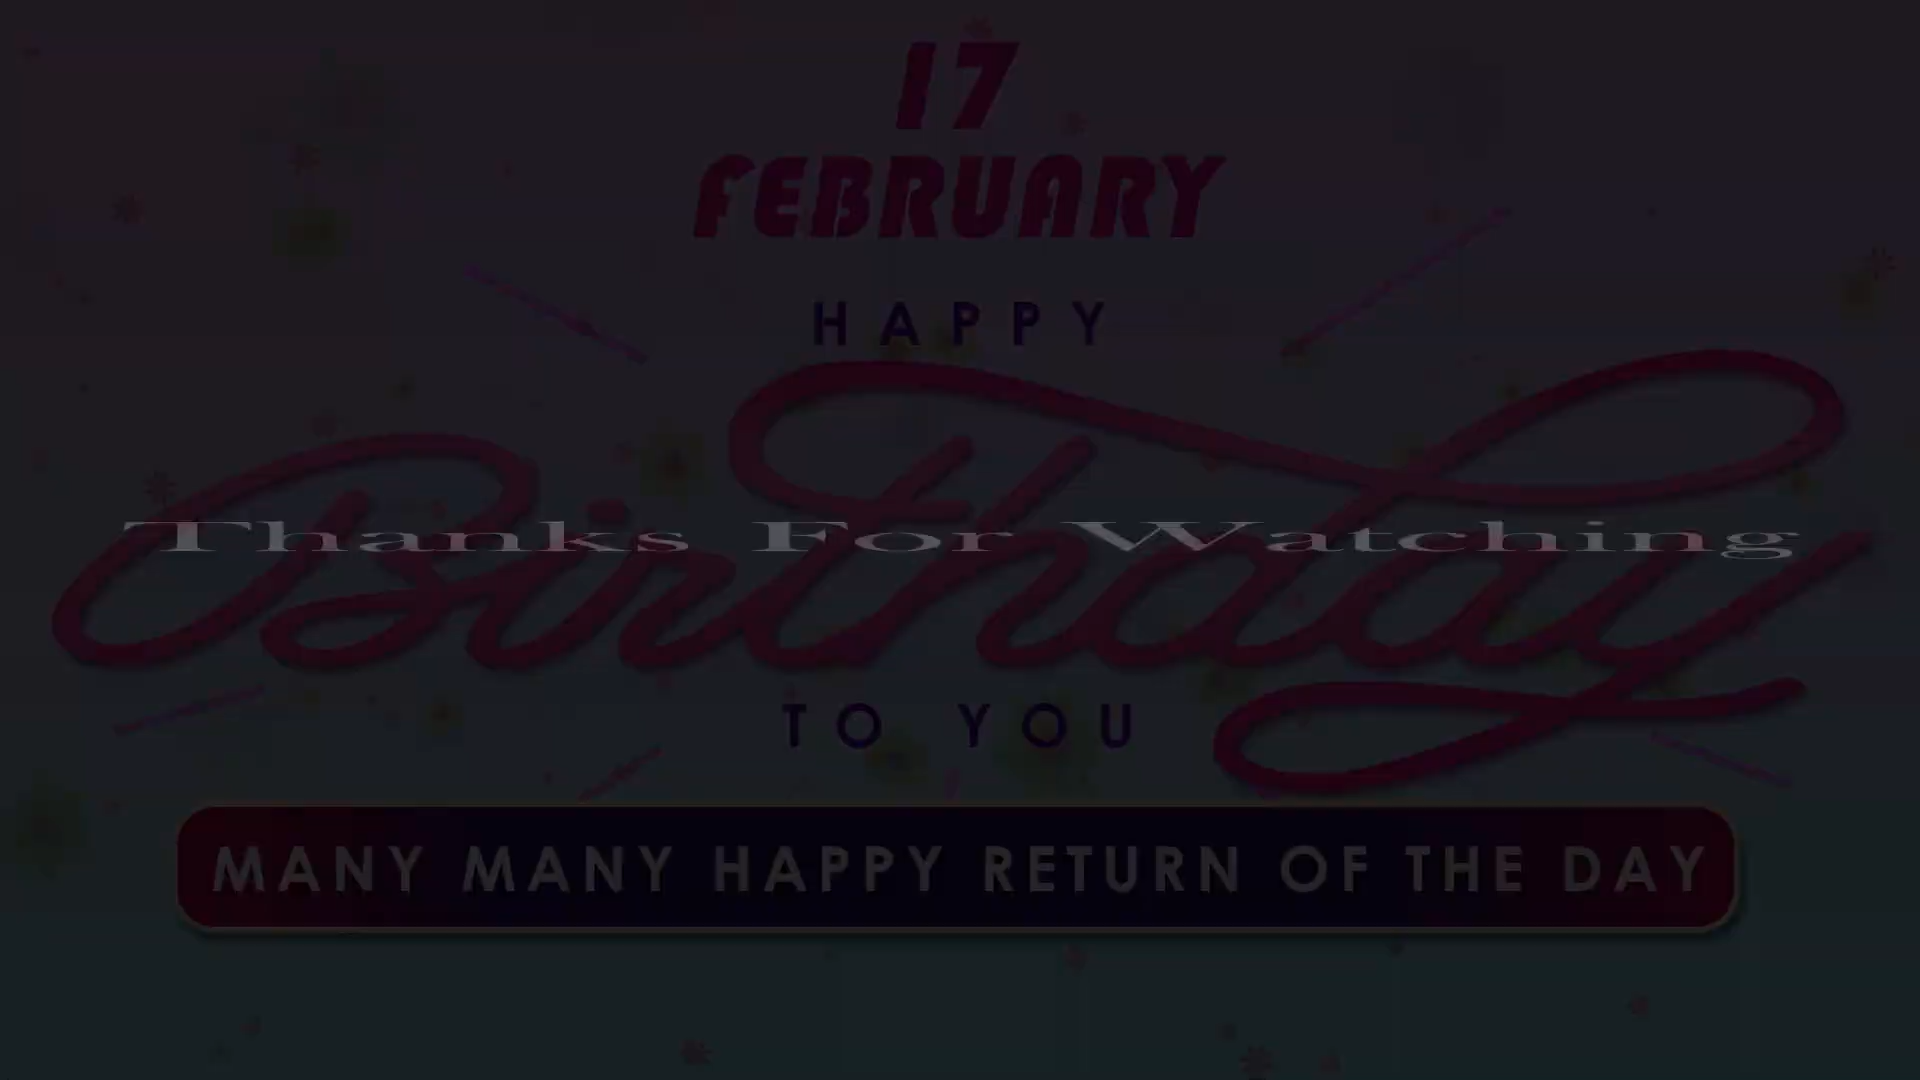 17
FEBRUARY
HAPPY
Birthday
Thanks For Watching
TO YOU
MANY MANY HAPPY RETURN OF THE DAY